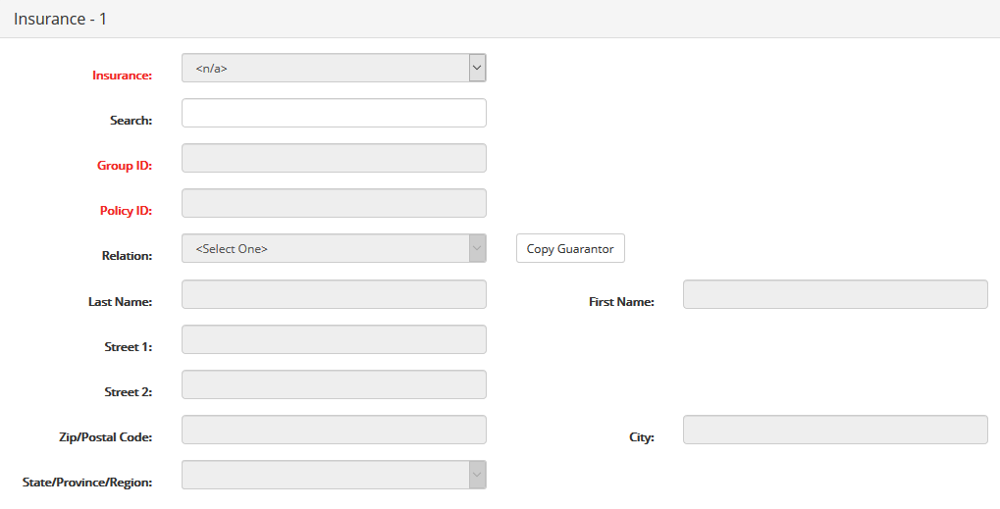 Insurance - 1
Insurance: <n/a>
Search:
Group ID:
Policy ID:
Relation: <Select One> Copy Guarantor
Last Name: First Name:
Street 1:
Street 2:
Zip/Postal Code: City:
State/Province/Region: